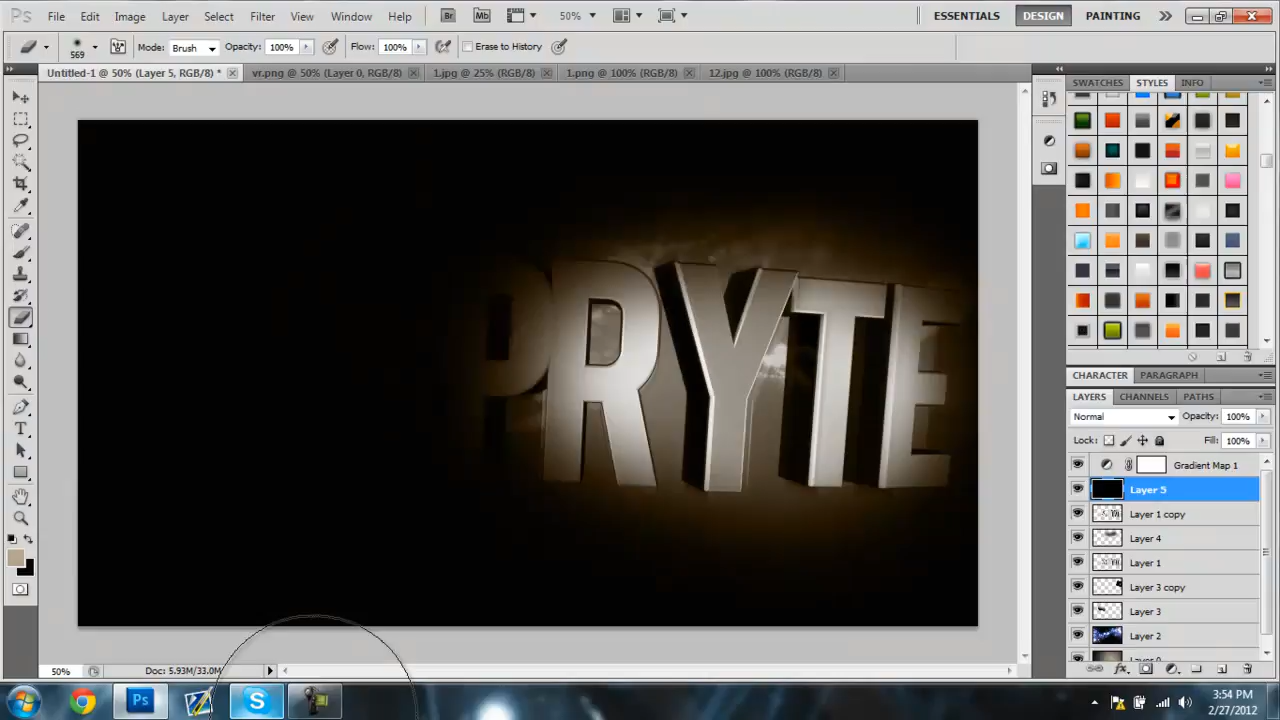 Ps File Edit Image Layer Select Filter View Window Help Br Mb 50% ESSENTIALS DESIGN PAINTING
569 Mode: Brush Opacity: 100% Flow: 100% Erase to History
Untitled-1 @ 50% (Layer 5, RGB/8) * vr.png @ 50% (Layer 0, RGB/8) 1.jpg @ 25% (RGB/8) 1.png @ 100% (RGB/8) 12.jpg @ 100% (RGB/8)
SWATCHES STYLES INFO
PRYTE
CHARACTER PARAGRAPH
LAYERS CHANNELS PATHS
Normal Opacity: 100%
Lock: Fill: 100%
Gradient Map 1
Layer 5
Layer 1 copy
Layer 4
Layer 1
Layer 3 copy
Layer 3
Layer 2
50% Doc: 5.93M/33.0M
Ps S 3:54 PM
2/27/2012